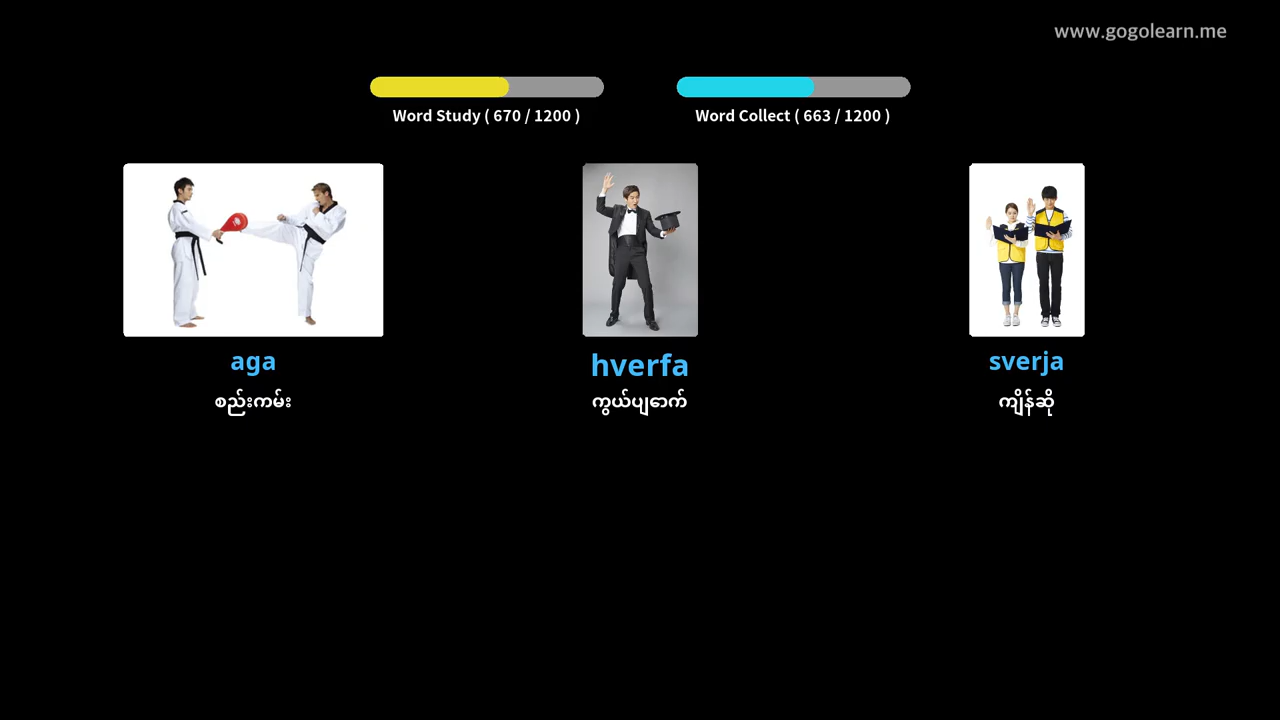 www.gogolearn.me
Word Study ( 670 / 1200 )
Word Collect ( 663 / 1200 )
aga
hverfa
sverja
စည်းကမ်း
ကွယ်ပျောက်
ကျိန်ဆို